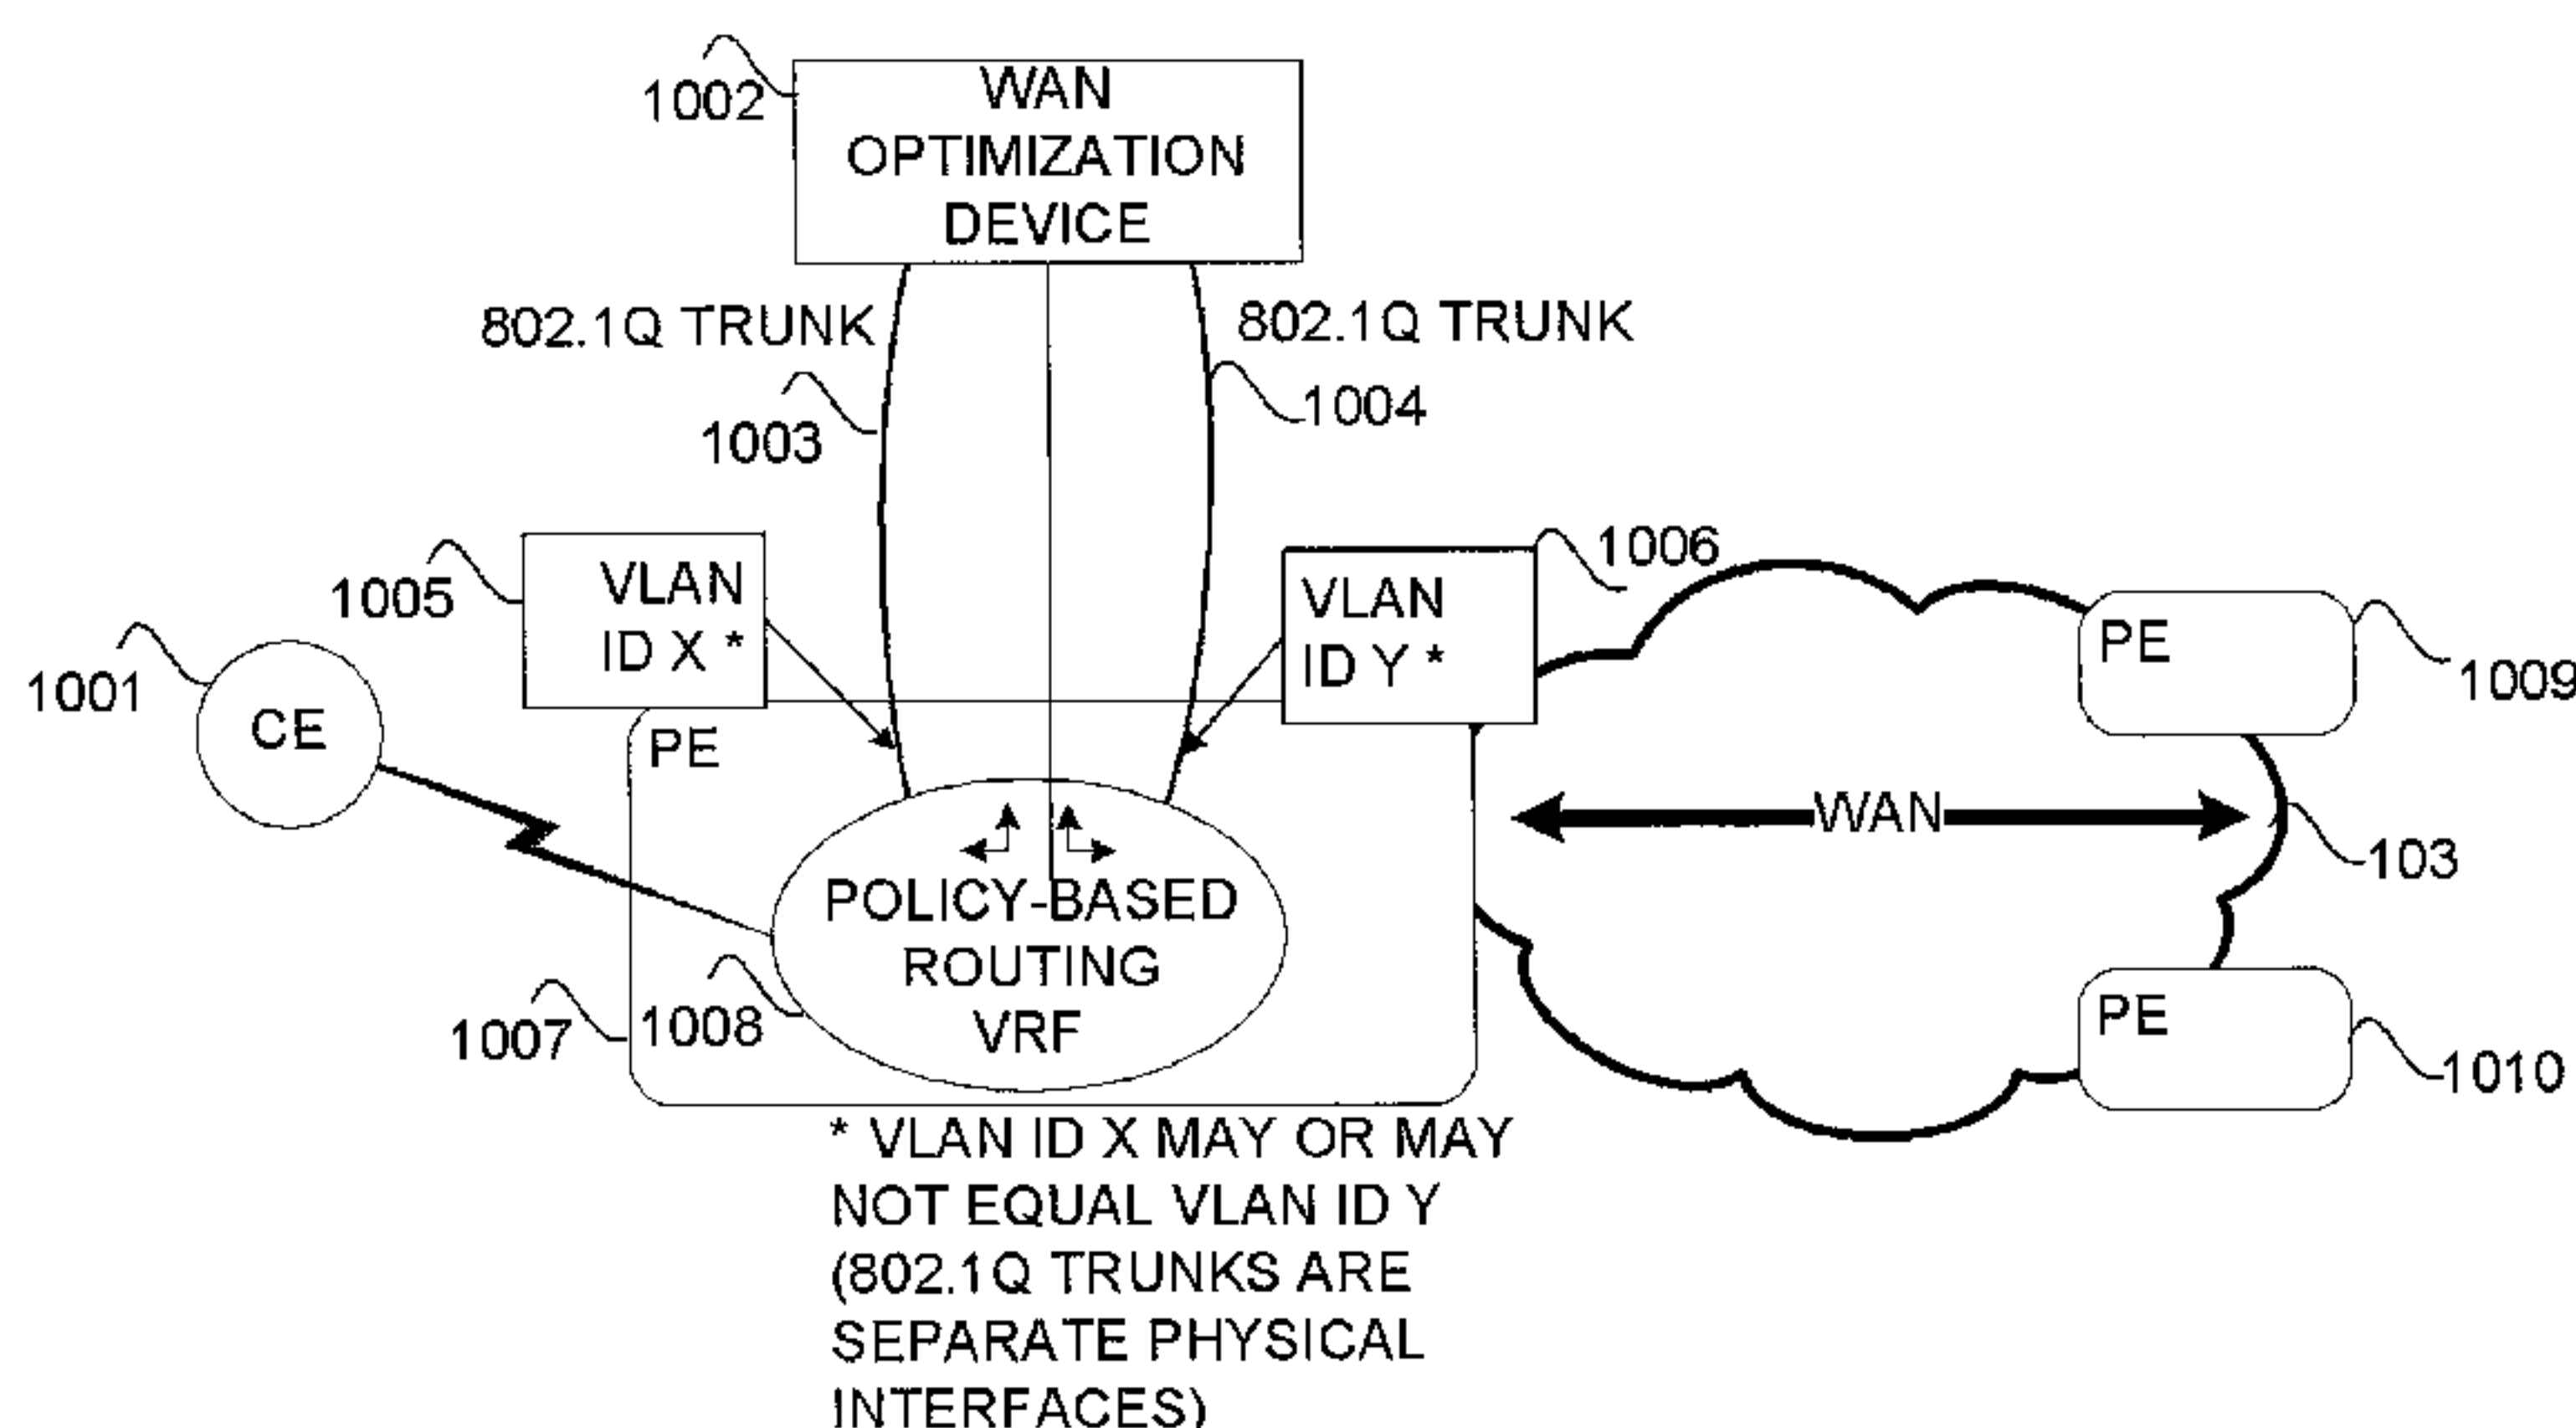 1002
WAN
OPTIMIZATION
DEVICE
802.1Q TRUNK
802.1Q TRUNK
1003
1004
1005
VLAN
ID X *
VLAN
ID Y *
1006
1001
CE
PE
PE
1009
WAN
103
POLICY-BASED
ROUTING
VRF
1007
1008
PE
1010
* VLAN ID X MAY OR MAY
NOT EQUAL VLAN ID Y
(802.1Q TRUNKS ARE
SEPARATE PHYSICAL
INTERFACES)